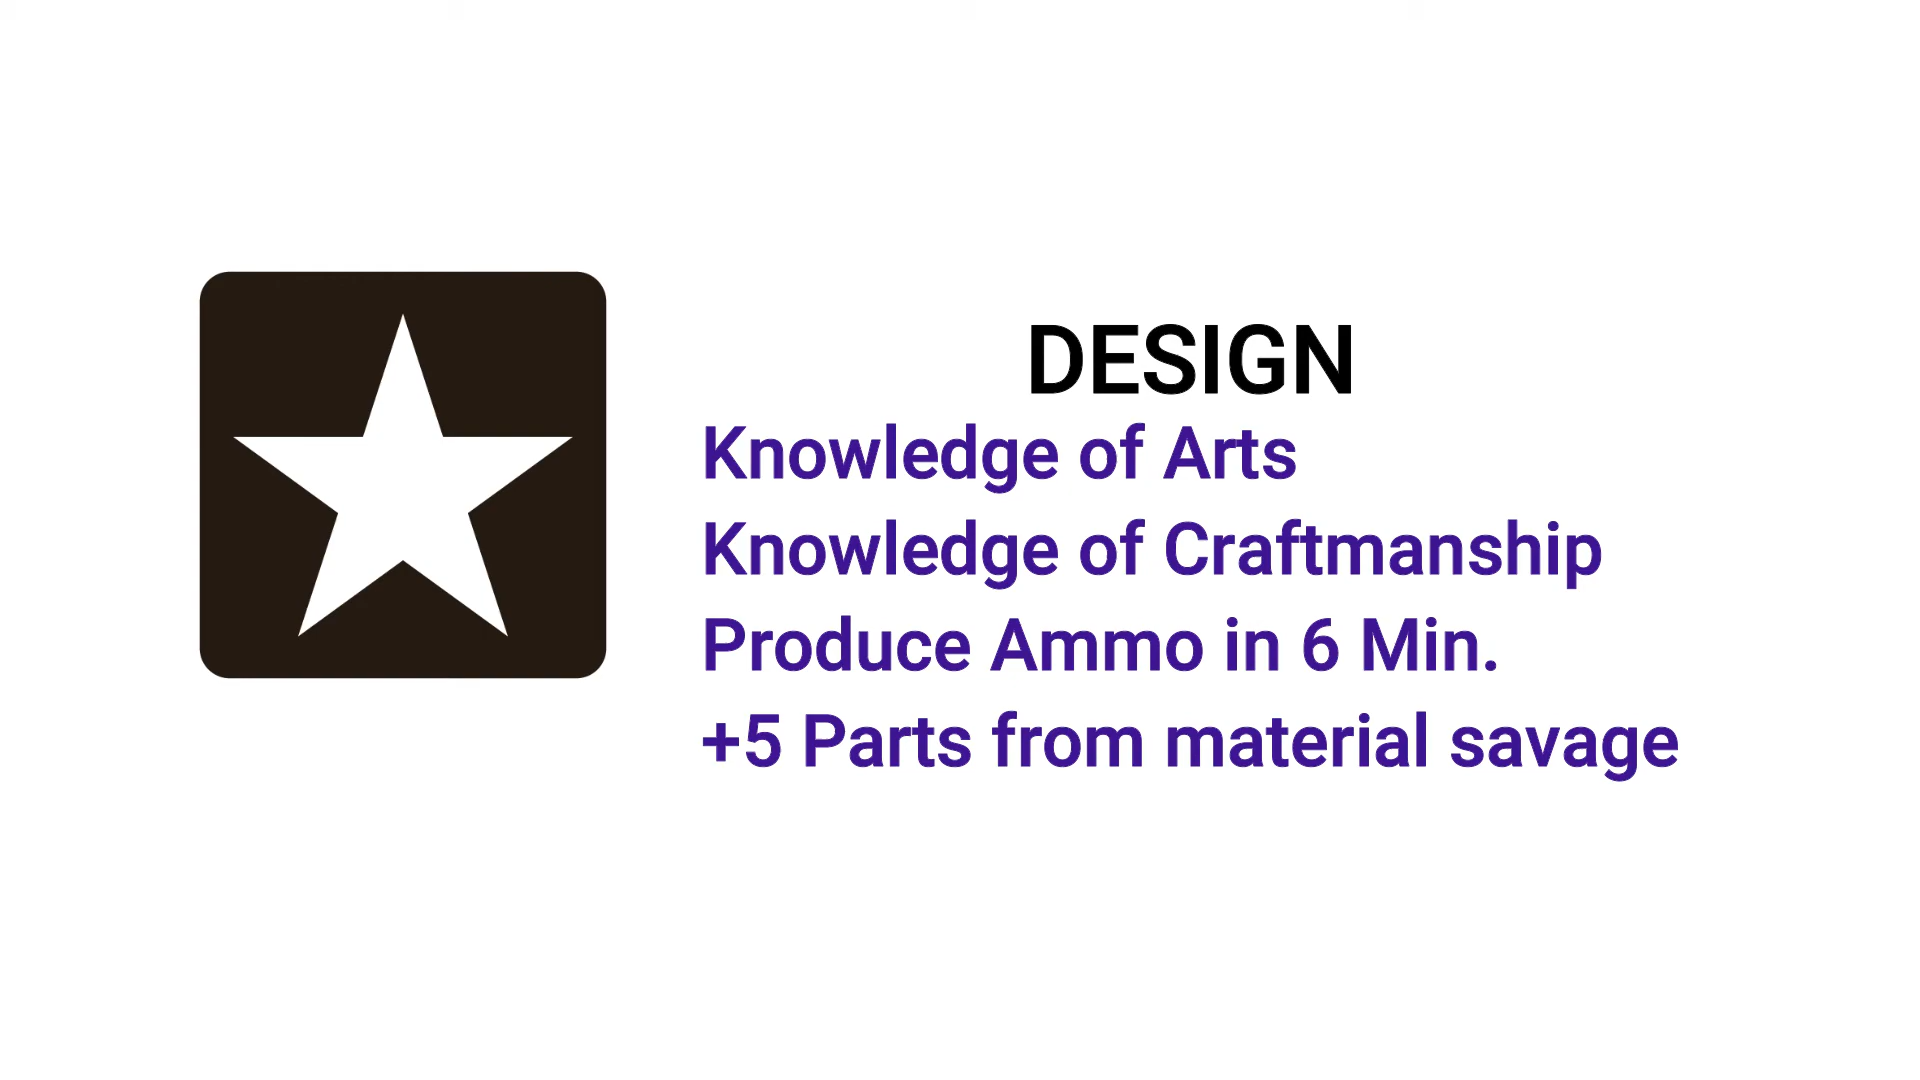 DESIGN
Knowledge of Arts
Knowledge of Craftmanship
Produce Ammo in 6 Min.
+5 Parts from material savage